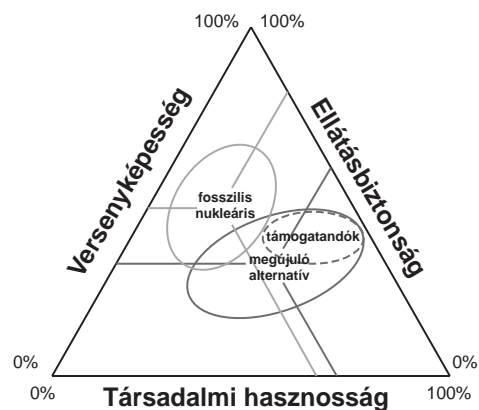 100% 100%
Versenyképesség
Ellátásbiztonság
fosszilis
nukleáris
támogatandók
megújuló
alternatív
0% 0%
0% 100%
Társadalmi hasznosság